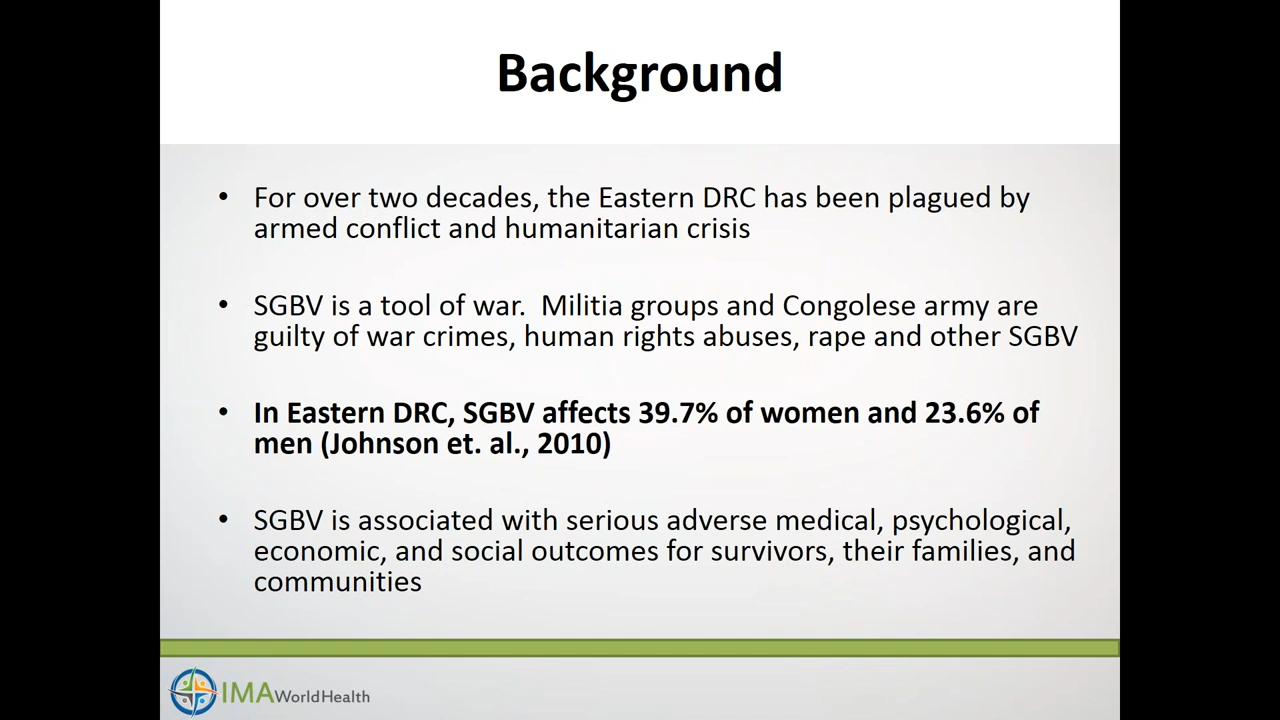 Background
• For over two decades, the Eastern DRC has been plagued by
armed conflict and humanitarian crisis
• SGBV is a tool of war.  Militia groups and Congolese army are
guilty of war crimes, human rights abuses, rape and other SGBV
• In Eastern DRC, SGBV affects 39.7% of women and 23.6% of
men (Johnson et. al., 2010)
• SGBV is associated with serious adverse medical, psychological,
economic, and social outcomes for survivors, their families, and
communities
IMAWorldHealth